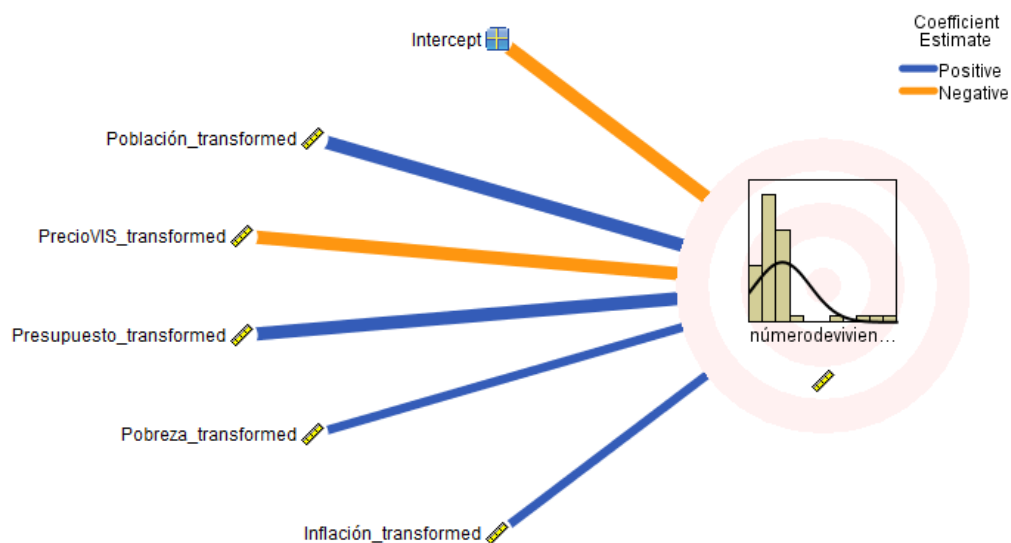 Coefficient
Estimate
Positive
Negative
Intercept
Población_transformed
PrecioVIS_transformed
Presupuesto_transformed
Pobreza_transformed
Inflación_transformed
númerodevivien...